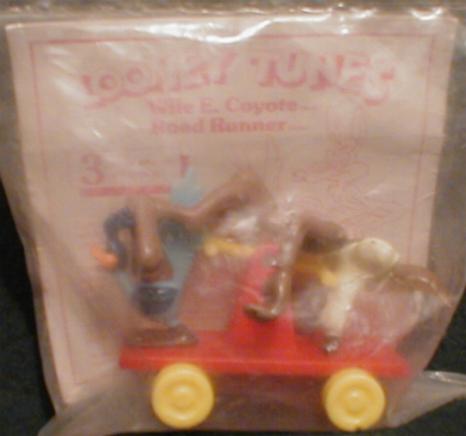 LOONEY TUNES
Wile E. Coyote
Road Runner
3